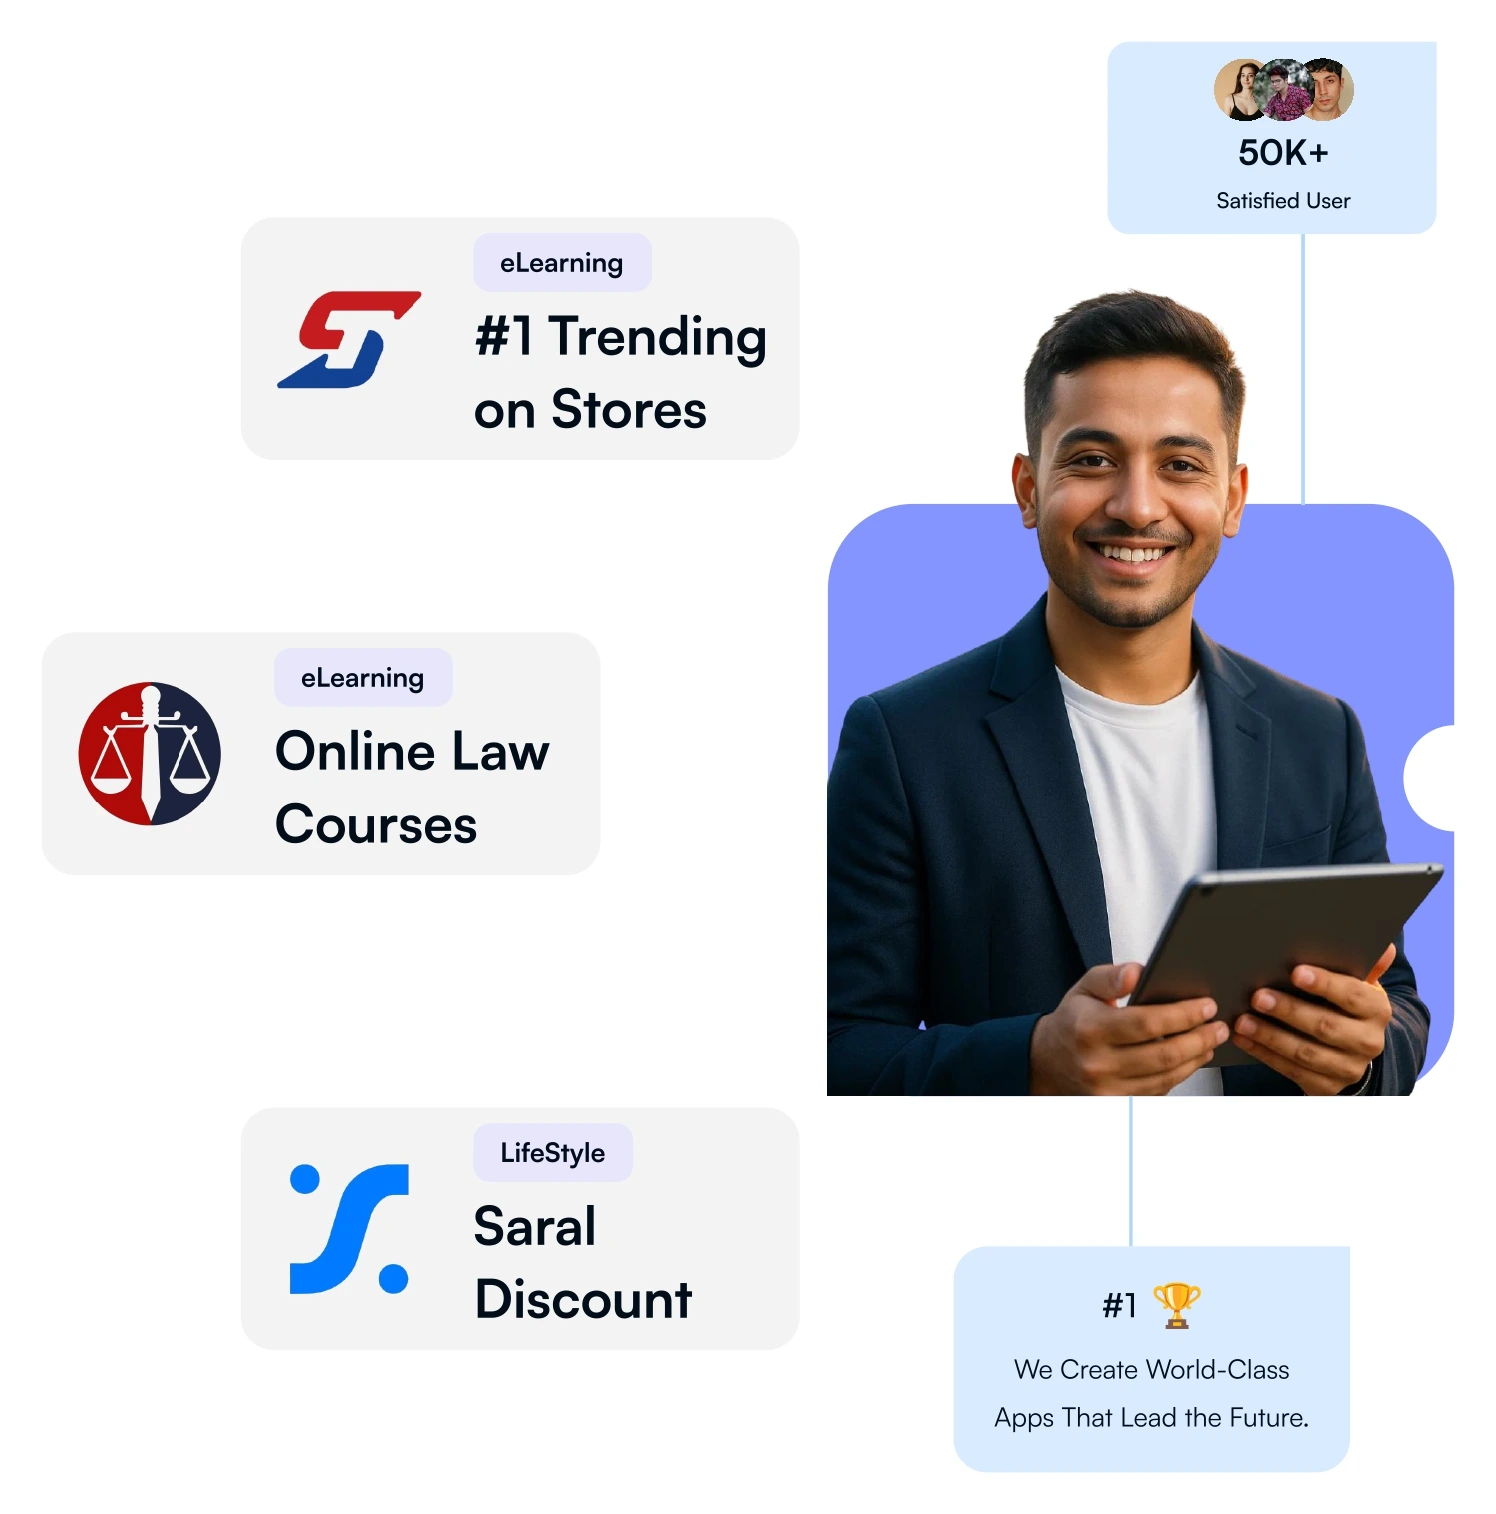 50K+
Satisfied User
eLearning
#1 Trending
on Stores
eLearning
Online Law
Courses
LifeStyle
Saral
Discount
#1 🏆
We Create World-Class
Apps That Lead the Future.